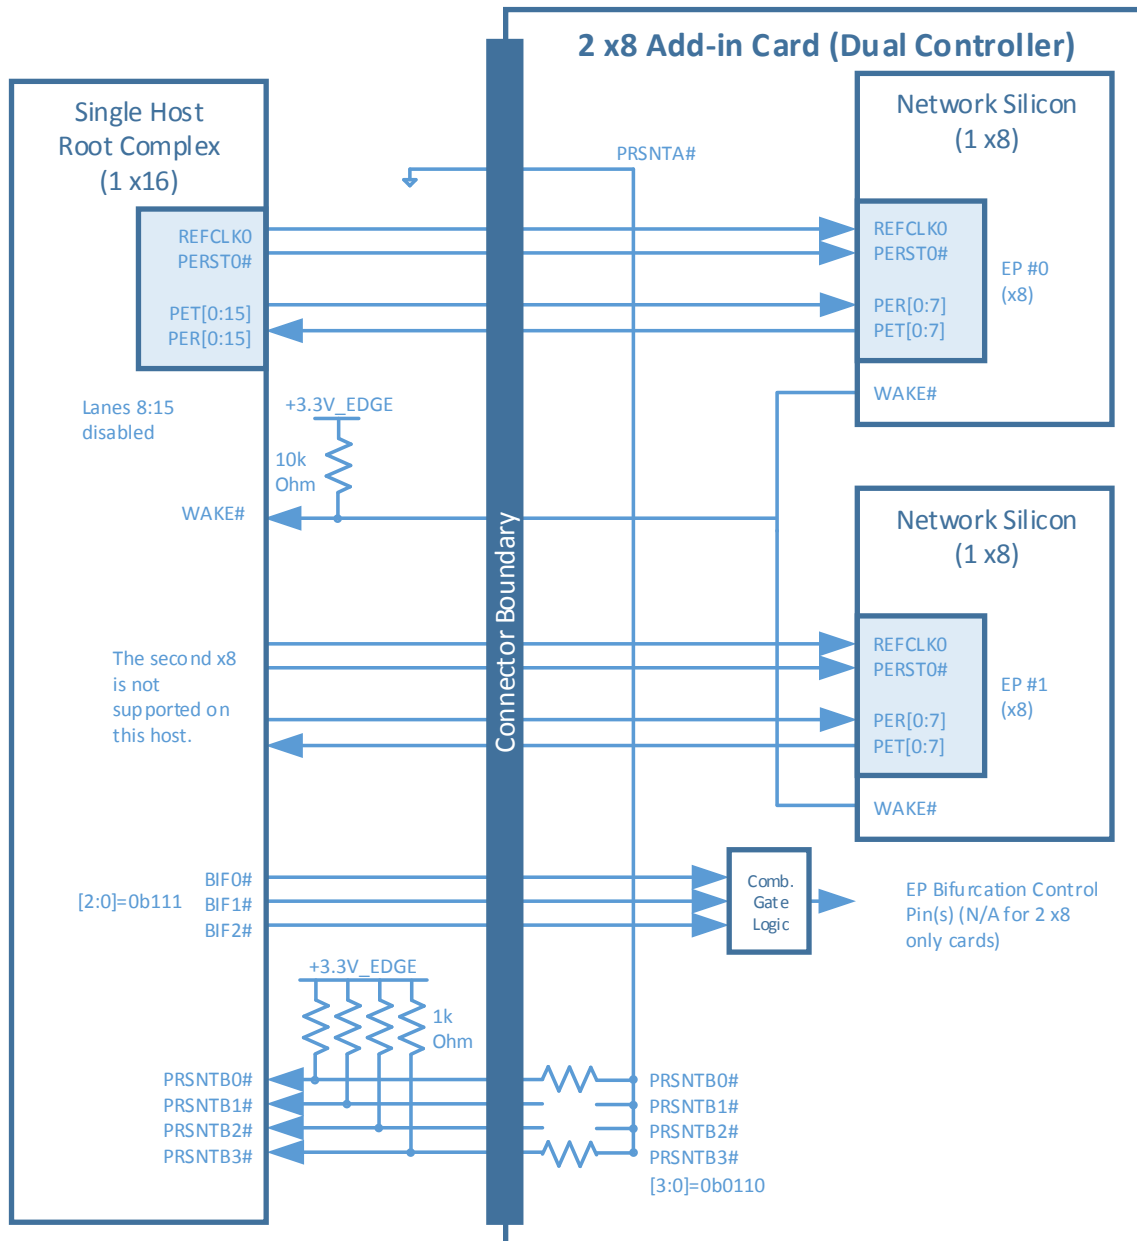 2 x8 Add-in Card (Dual Controller)
Single Host
Root Complex
(1 x16)
REFCLK0
PERST0#
PET[0:15]
PER[0:15]
Lanes 8:15
disabled
+3.3V_EDGE
10k
Ohm
WAKE#
The second x8
is not
supported on
this host.
[2:0]=0b111
BIF0#
BIF1#
BIF2#
+3.3V_EDGE
1k
Ohm
PRSNTB0#
PRSNTB1#
PRSNTB2#
PRSNTB3#
Connector Boundary
PRSNTA#
Network Silicon
(1 x8)
REFCLK0
PERST0#
PER[0:7]
PET[0:7]
EP #0
(x8)
WAKE#
Network Silicon
(1 x8)
REFCLK0
PERST0#
PER[0:7]
PET[0:7]
EP #1
(x8)
WAKE#
Comb.
Gate
Logic
EP Bifurcation Control
Pin(s) (N/A for 2 x8
only cards)
PRSNTB0#
PRSNTB1#
PRSNTB2#
PRSNTB3#
[3:0]=0b0110